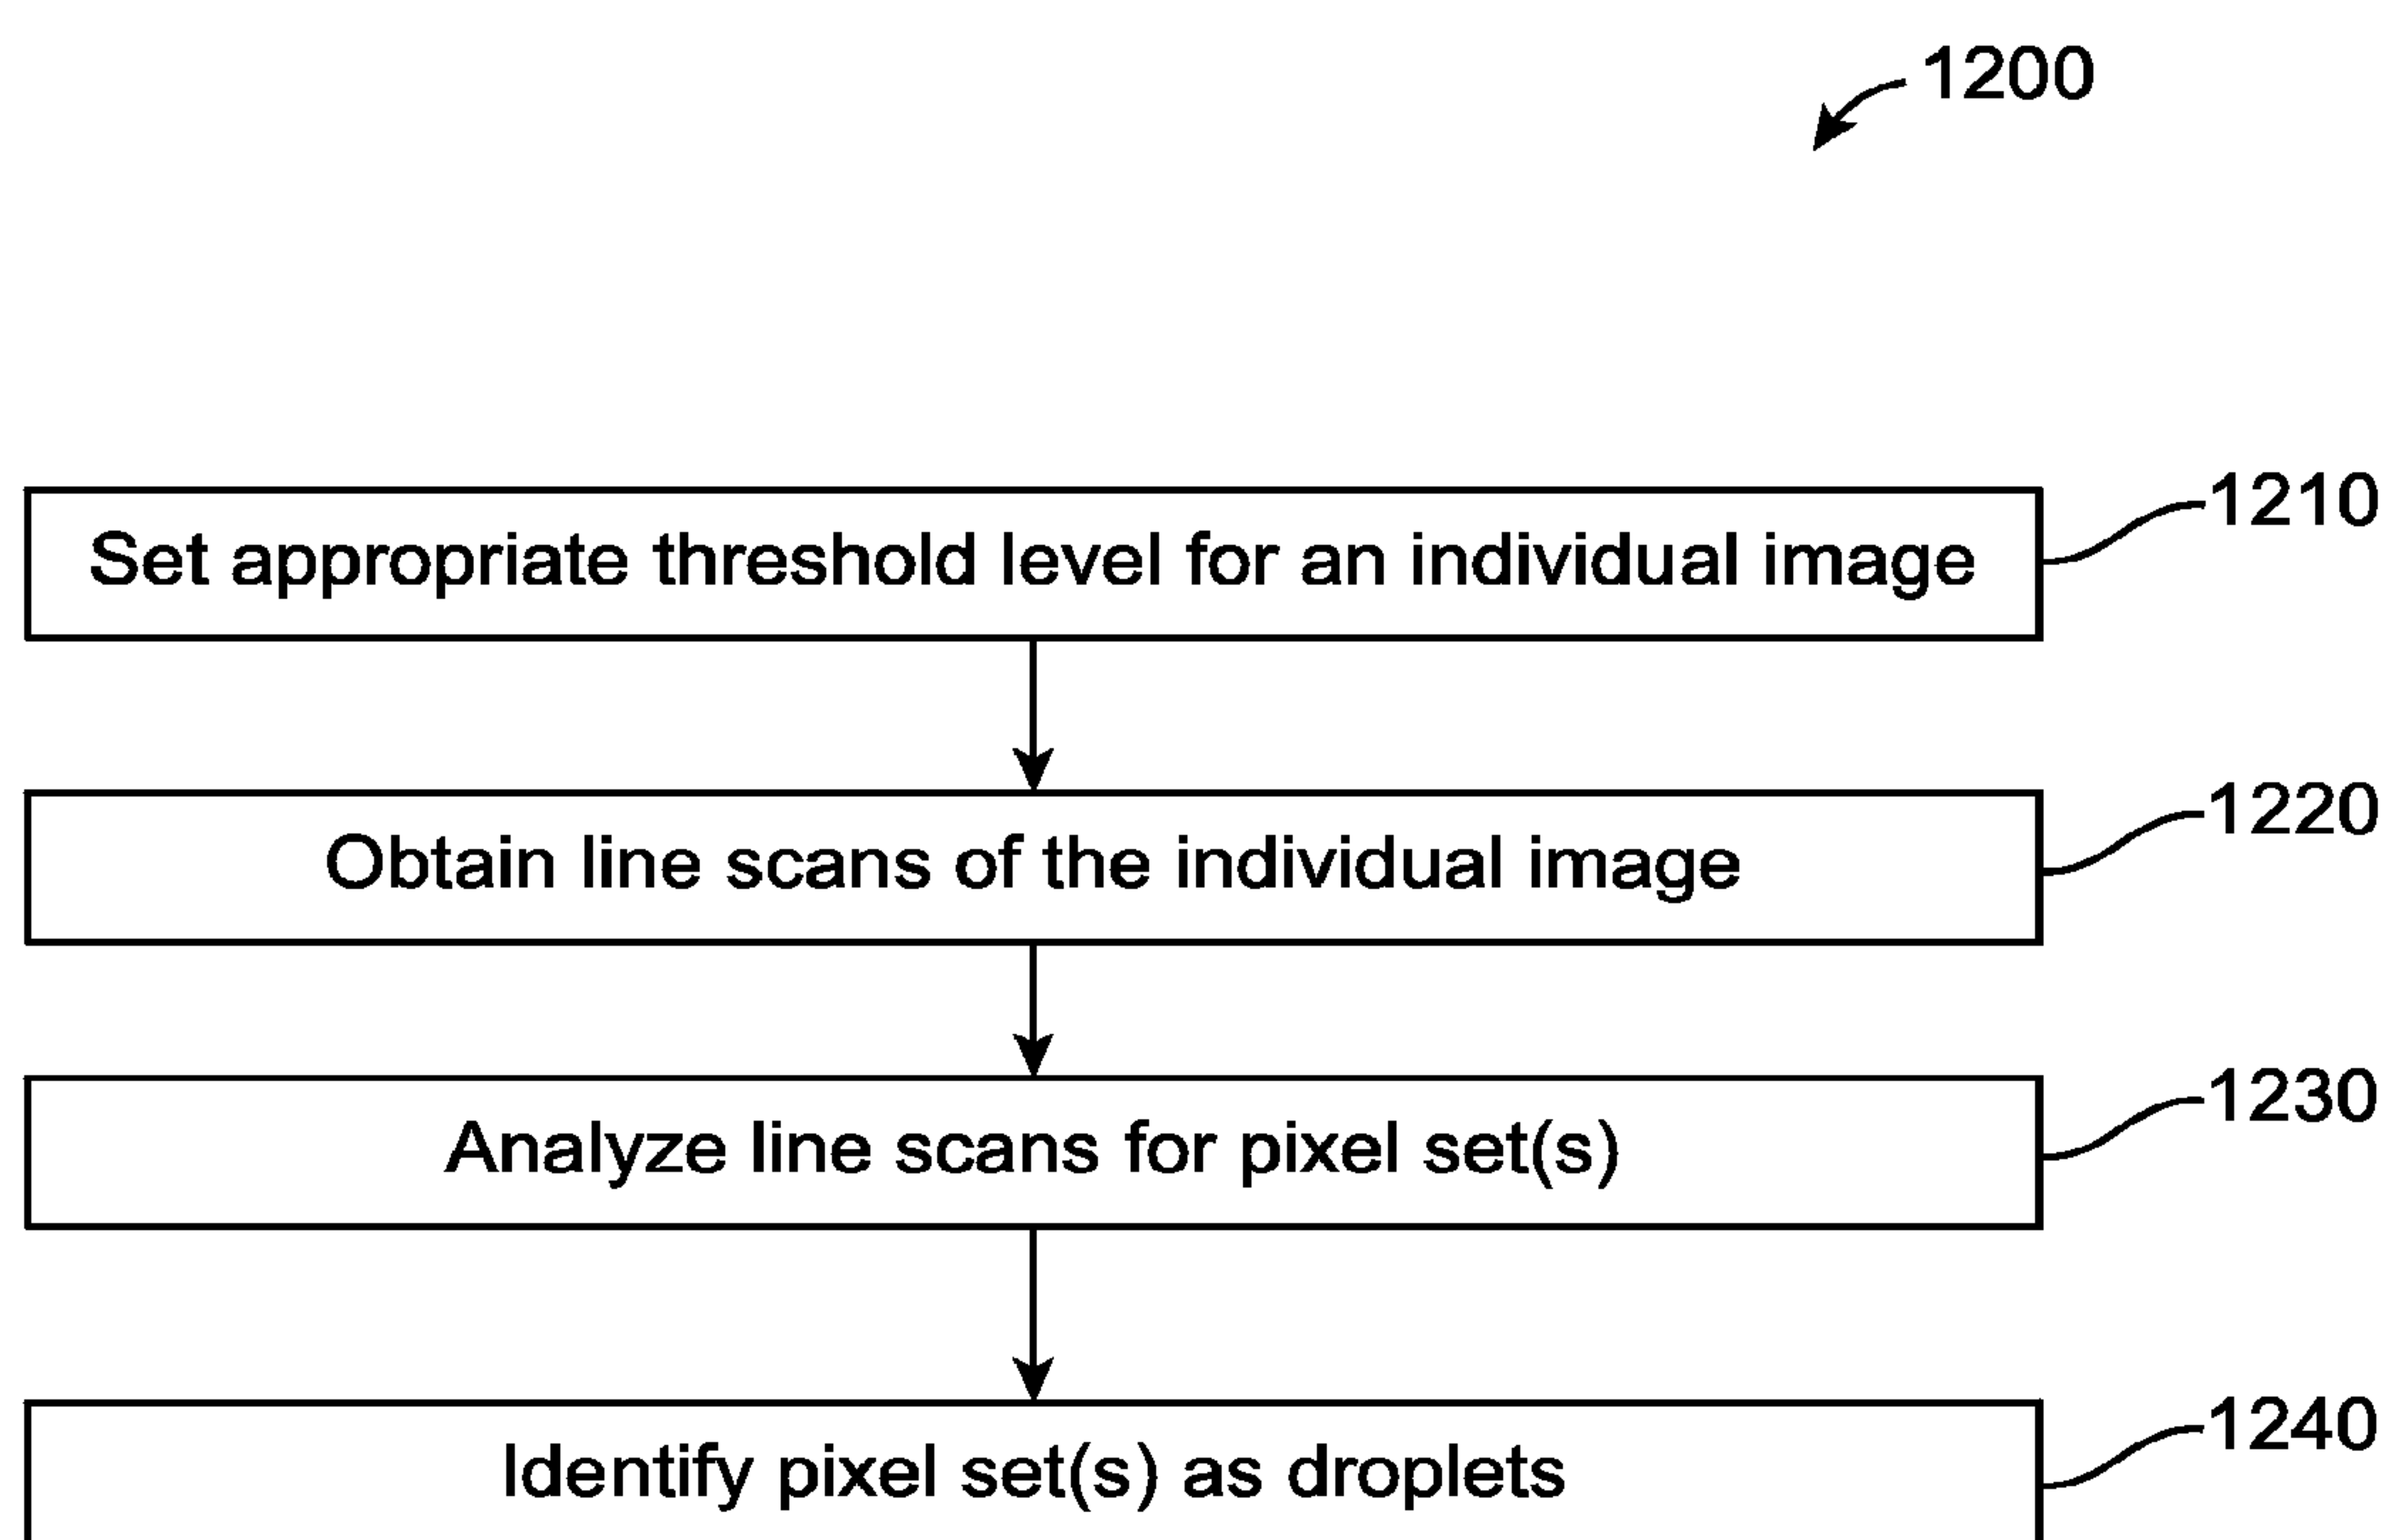 1200
Set appropriate threshold level for an individual image
1210
Obtain line scans of the individual image
1220
Analyze line scans for pixel set(s)
1230
Identify pixel set(s) as droplets
1240